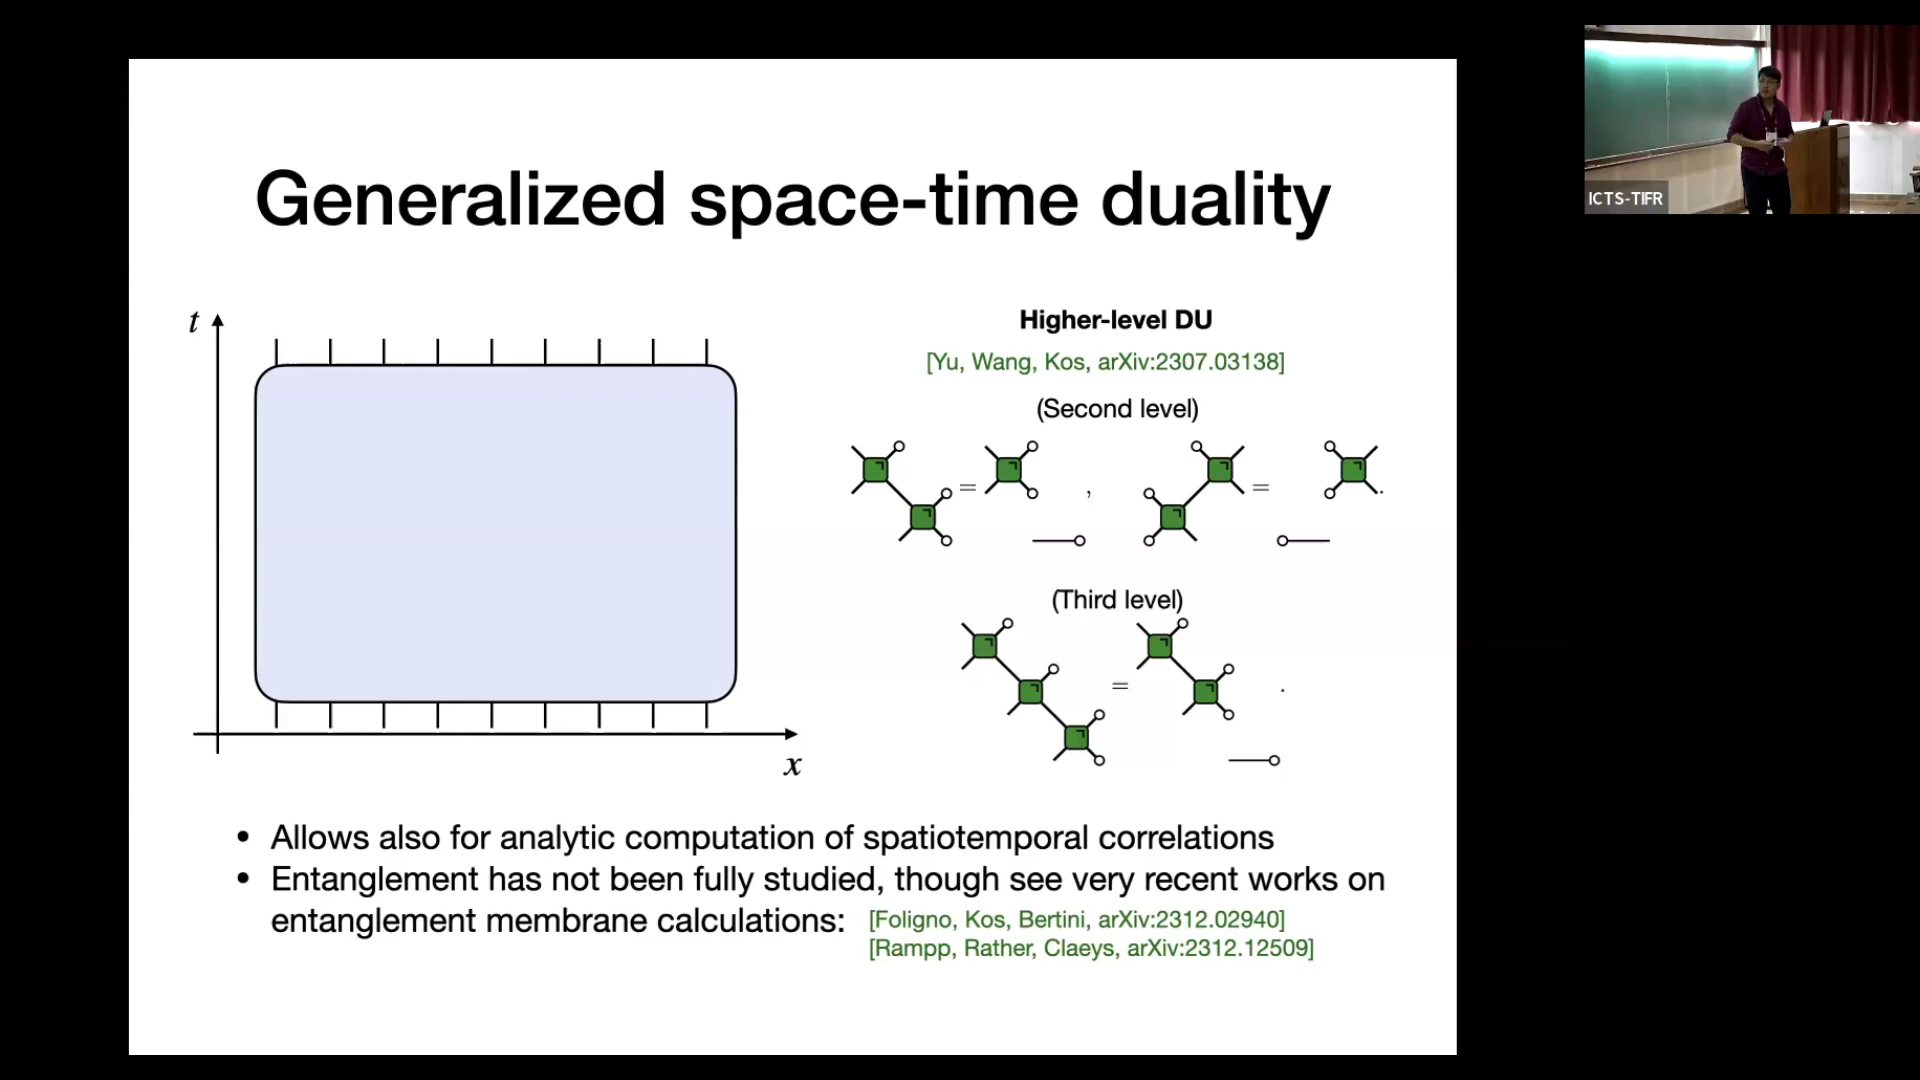 Generalized space-time duality
t
x
Higher-level DU
[Yu, Wang, Kos, arXiv:2307.03138]
(Second level)
= , = .
(Third level)
= .
• Allows also for analytic computation of spatiotemporal correlations
• Entanglement has not been fully studied, though see very recent works on
entanglement membrane calculations: [Foligno, Kos, Bertini, arXiv:2312.02940]
[Rampp, Rather, Claeys, arXiv:2312.12509]
ICTS-TIFR